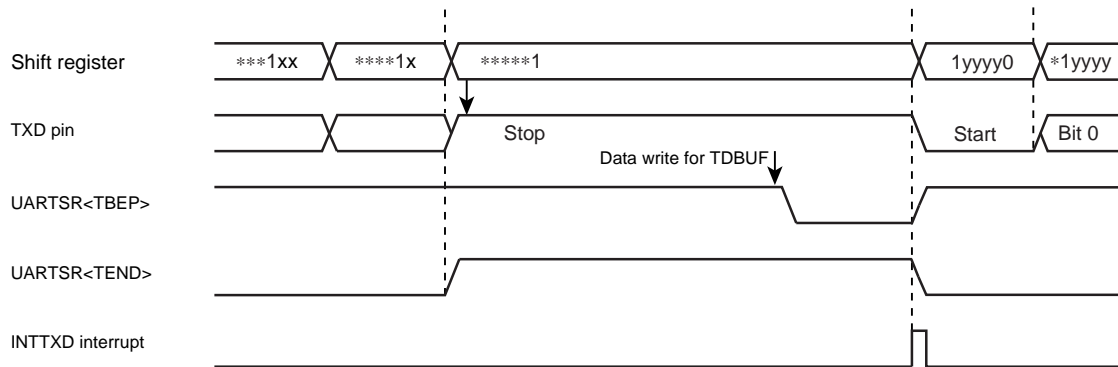 Shift register ***1xx ****1x *****1 1yyyy0 *1yyyy
TXD pin Stop Start Bit 0
Data write for TDBUF
UARTSR<TBEP>
UARTSR<TEND>
INTTXD interrupt